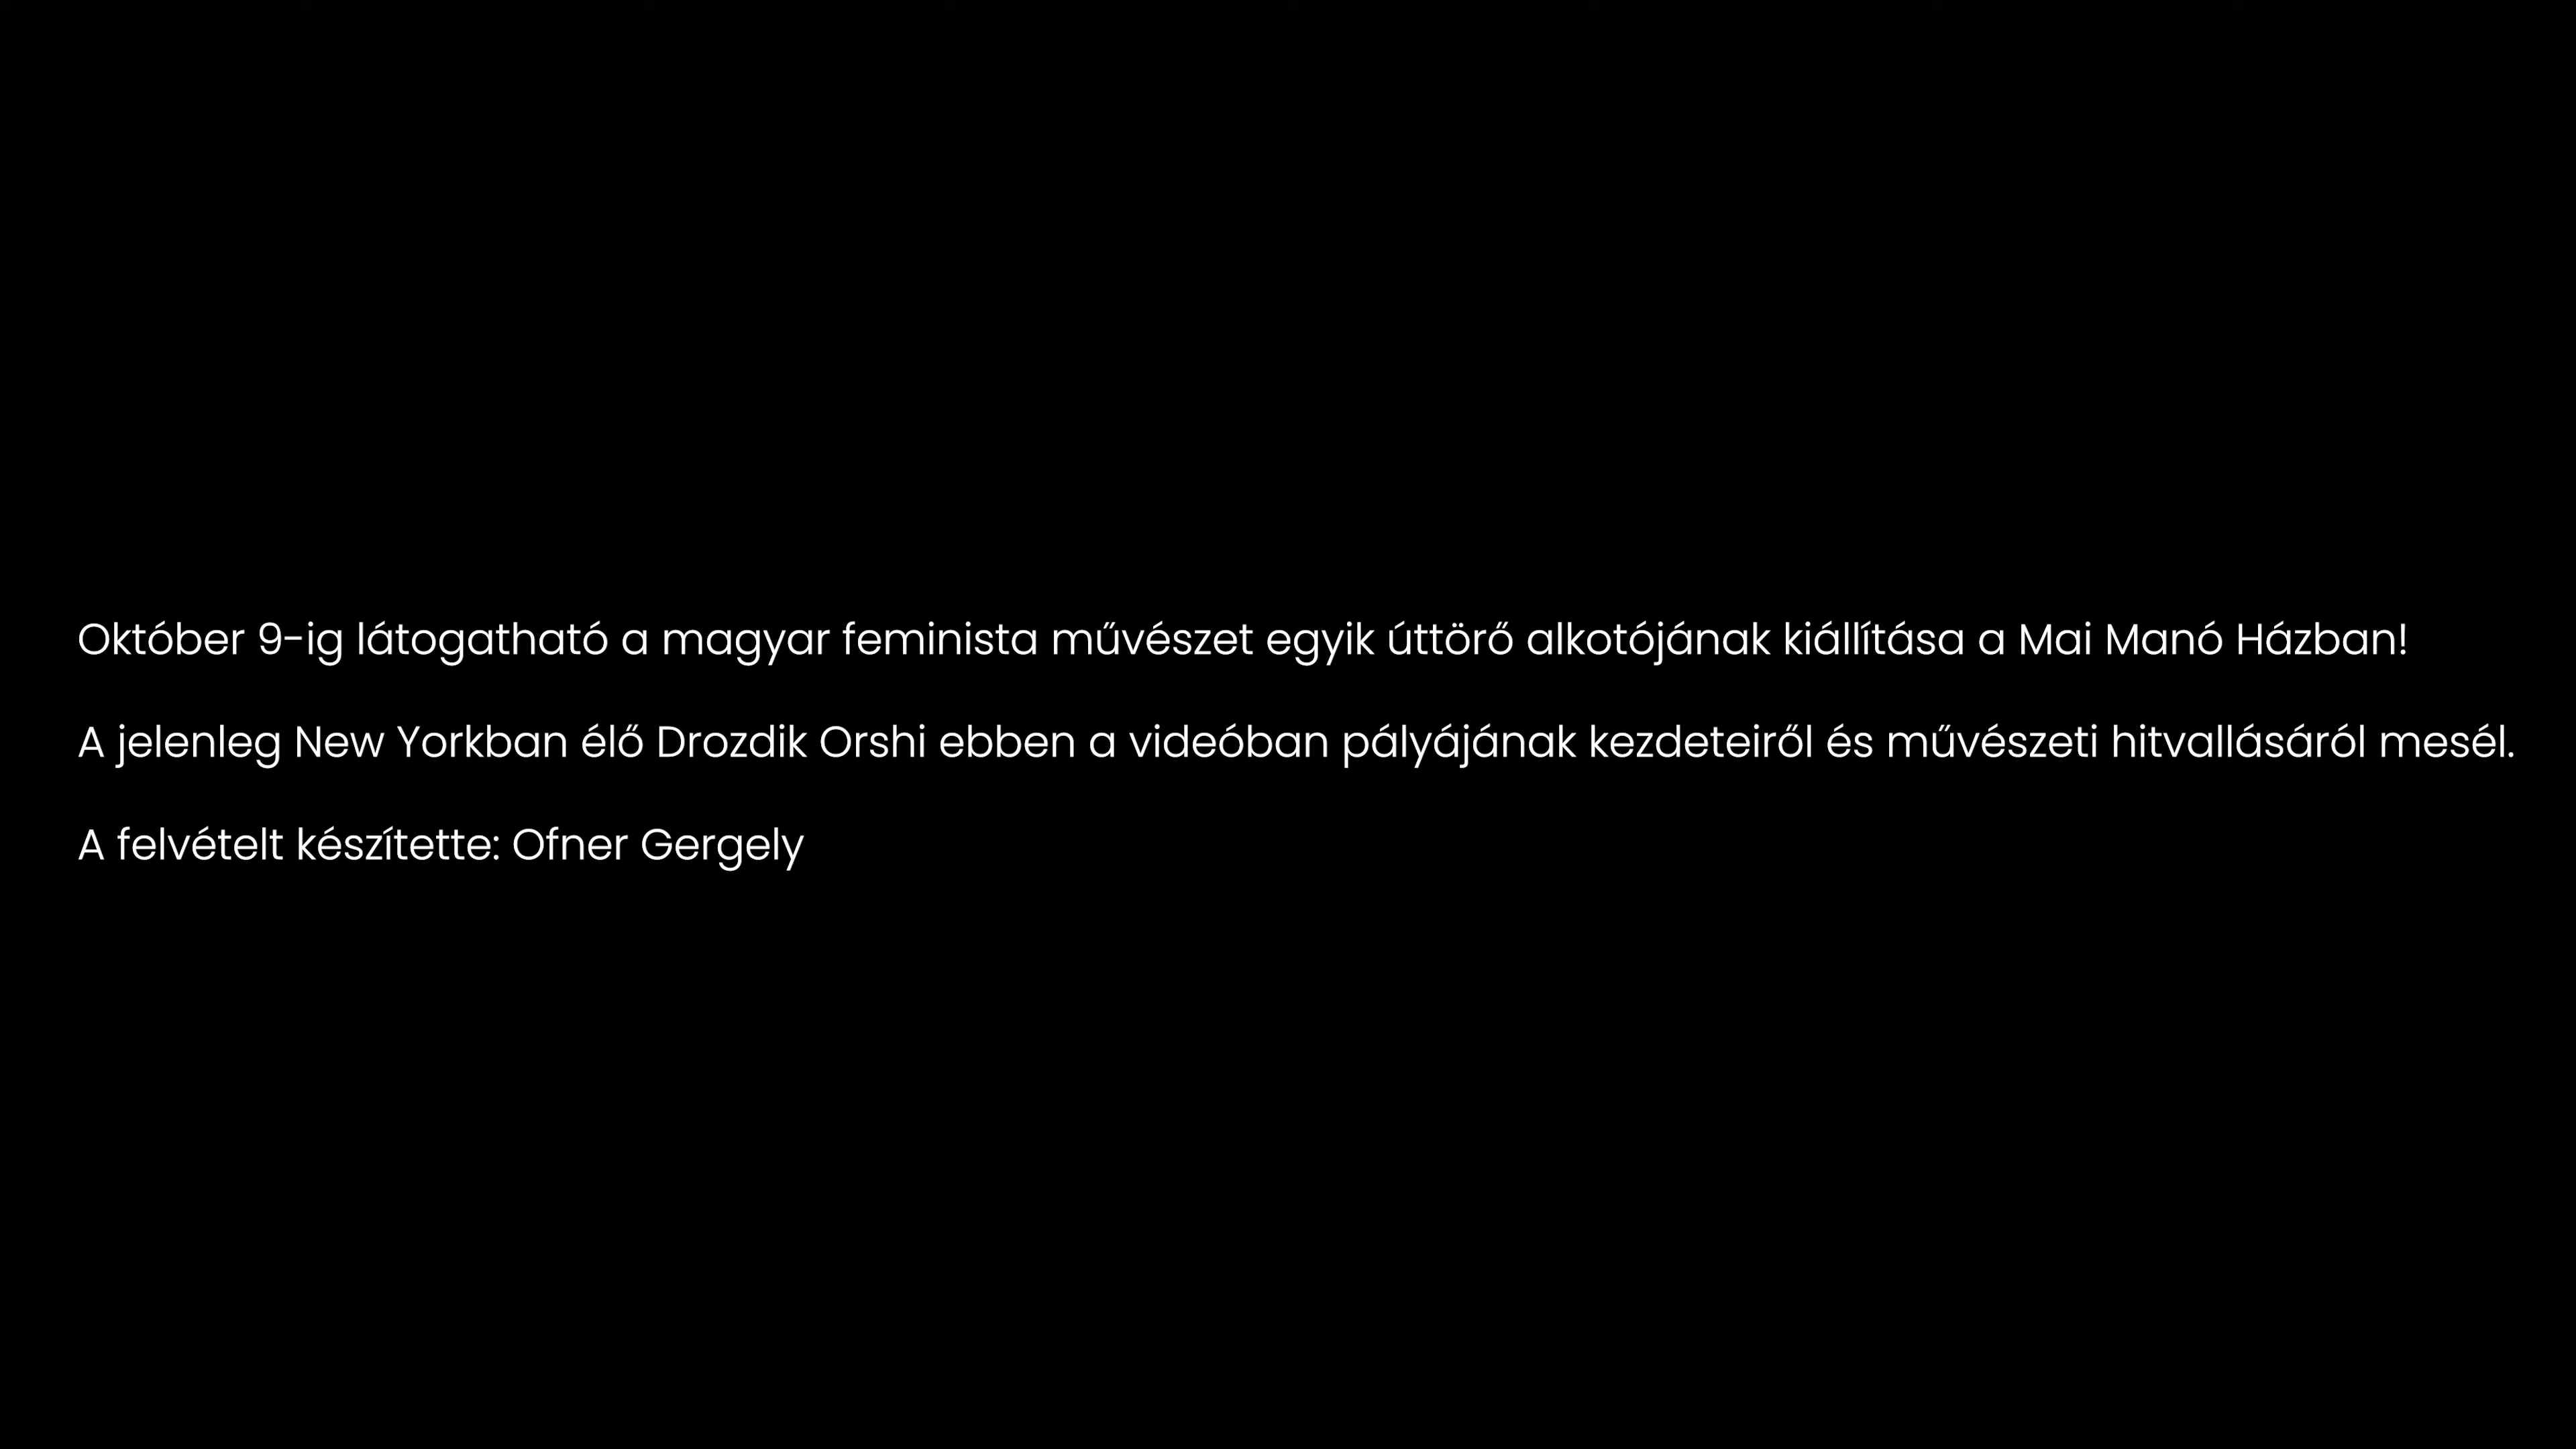 Október 9-ig látogatható a magyar feminista művészet egyik úttörő alkotójának kiállítása a Mai Manó Házban!
A jelenleg New Yorkban élő Drozdik Orshi ebben a videóban pályájának kezdeteiről és művészeti hitvallásáról mesél.
A felvételt készítette: Ofner Gergely